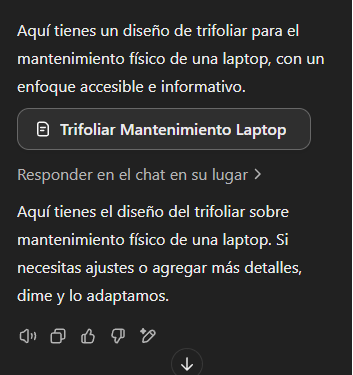 Aquí tienes un diseño de trifoliar para el
mantenimiento físico de una laptop, con un
enfoque accesible e informativo.
Trifoliar Mantenimiento Laptop
Responder en el chat en su lugar >
Aquí tienes el diseño del trifoliar sobre
mantenimiento físico de una laptop. Si
necesitas ajustes o agregar más detalles,
dime y lo adaptamos.